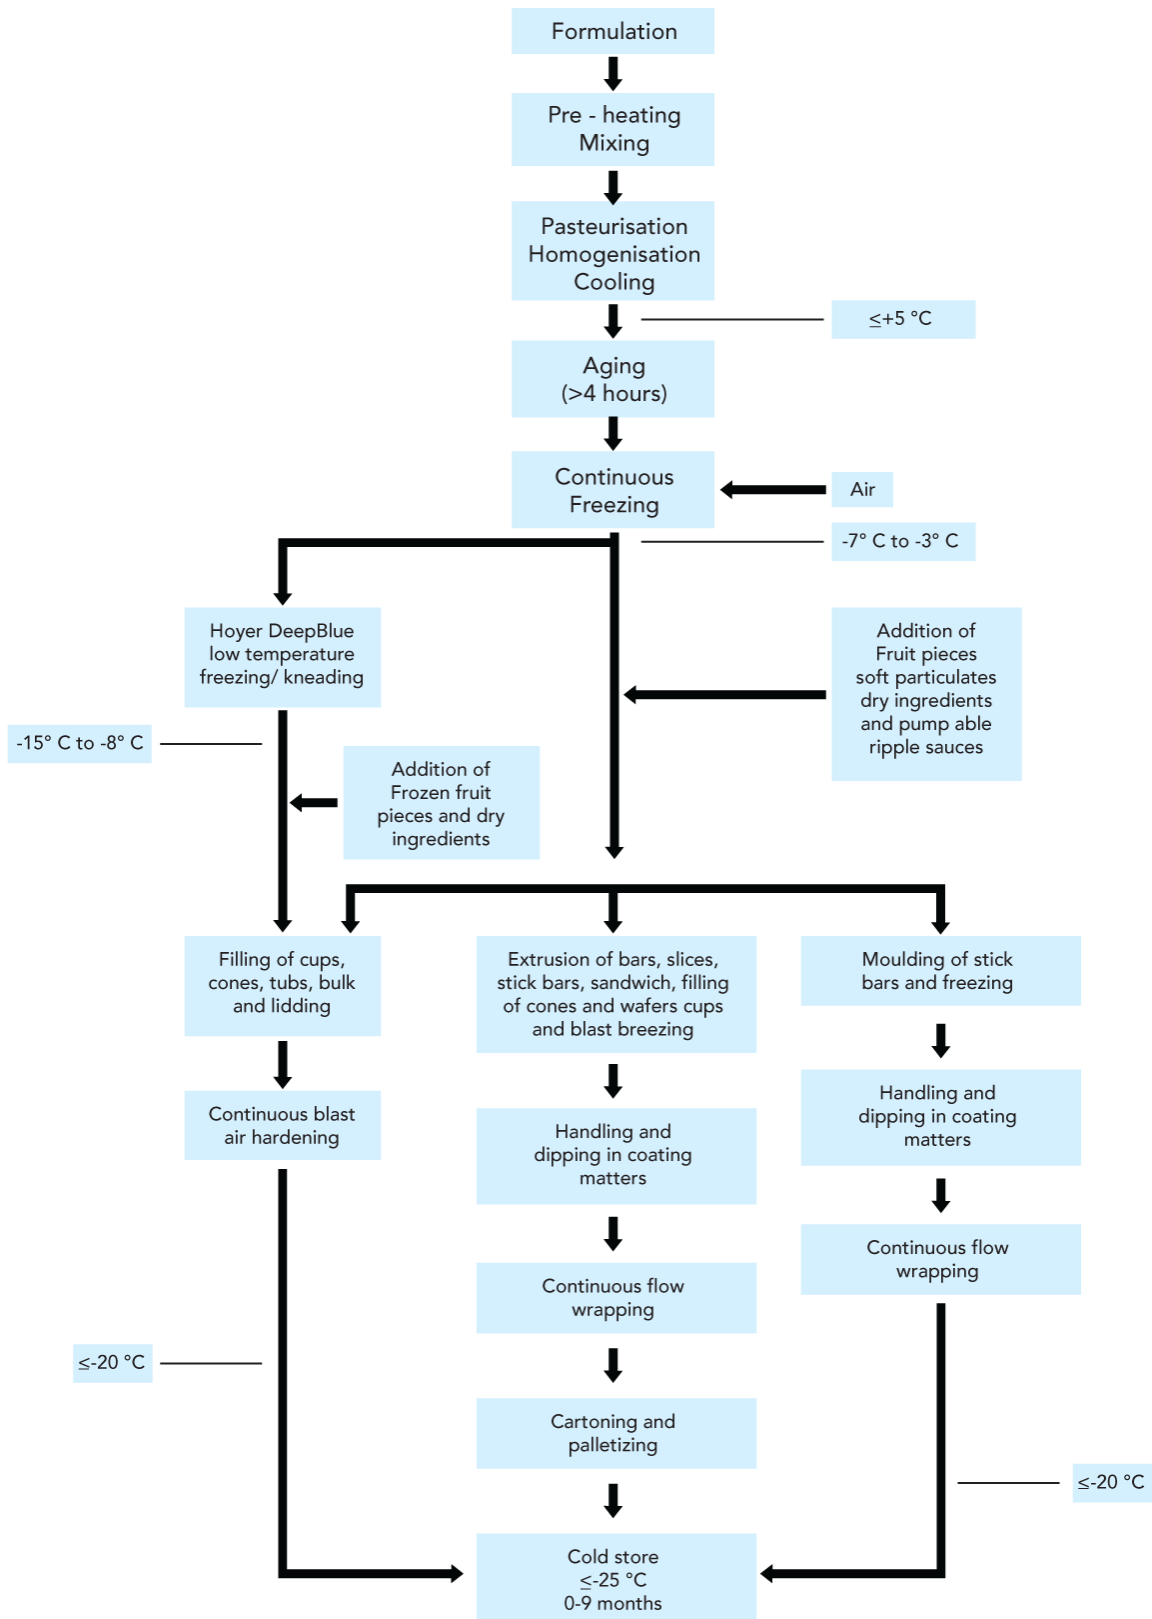 Formulation
Pre - heating
Mixing
Pasteurisation
Homogenisation
Cooling
≤+5 °C
Aging
(>4 hours)
Continuous
Freezing
Air
-7° C to -3° C
Hoyer DeepBlue
low temperature
freezing/ kneading
Addition of
Fruit pieces
soft particulates
dry ingredients
and pump able
ripple sauces
-15° C to -8° C
Addition of
Frozen fruit
pieces and dry
ingredients
Filling of cups,
cones, tubs, bulk
and lidding
Extrusion of bars, slices,
stick bars, sandwich, filling
of cones and wafers cups
and blast breezing
Moulding of stick
bars and freezing
Continuous blast
air hardening
Handling and
dipping in coating
matters
Handling and
dipping in coating
matters
Continuous flow
wrapping
Continuous flow
wrapping
≤-20 °C
Cartoning and
palletizing
≤-20 °C
Cold store
≤-25 °C
0-9 months